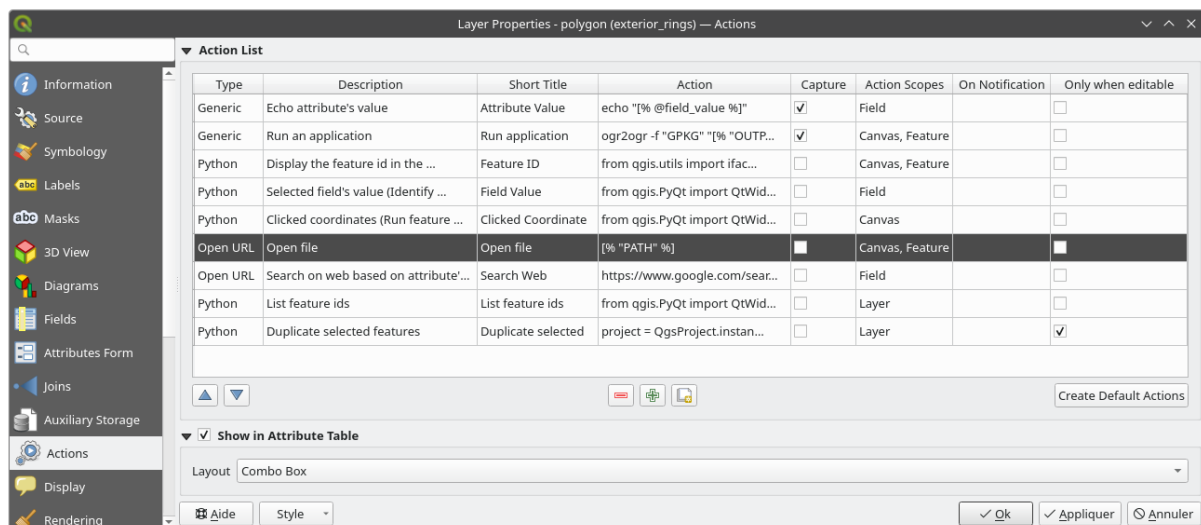 Layer Properties - polygon (exterior_rings) — Actions
Information
Source
Symbology
abc Labels
abc Masks
3D View
Diagrams
Fields
Attributes Form
Joins
Auxiliary Storage
Actions
Display
Rendering
Action List
Type Description Short Title Action Capture Action Scopes On Notification Only when editable
Generic Echo attribute's value Attribute Value echo "[% @field_value %]" Field
Generic Run an application Run application ogr2ogr -f "GPKG" "[% "OUTP... Canvas, Feature
Python Display the feature id in the ... Feature ID from qgis.utils import ifac... Canvas, Feature
Python Selected field's value (Identify ... Field Value from qgis.PyQt import QtWid... Field
Python Clicked coordinates (Run feature ... Clicked Coordinate from qgis.PyQt import QtWid... Canvas
Open URL Open file Open file [% "PATH" %] Canvas, Feature
Open URL Search on web based on attribute'... Search Web https://www.google.com/sear... Field
Python List feature ids List feature ids from qgis.PyQt import QtWid... Layer
Python Duplicate selected features Duplicate selected project = QgsProject.instan... Layer
Create Default Actions
Show in Attribute Table
Layout Combo Box
Aide Style Ok Appliquer Annuler